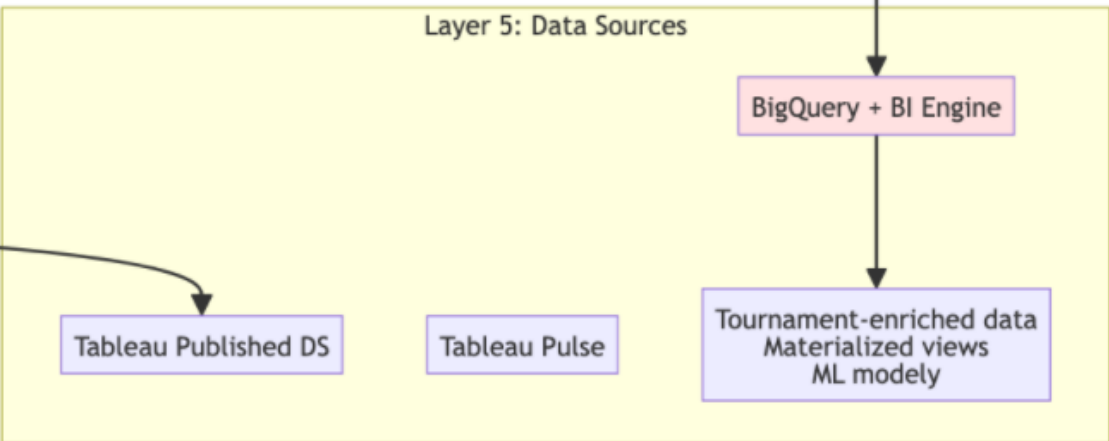 Layer 5: Data Sources
BigQuery + BI Engine
Tableau Published DS
Tableau Pulse
Tournament-enriched data
Materialized views
ML modely